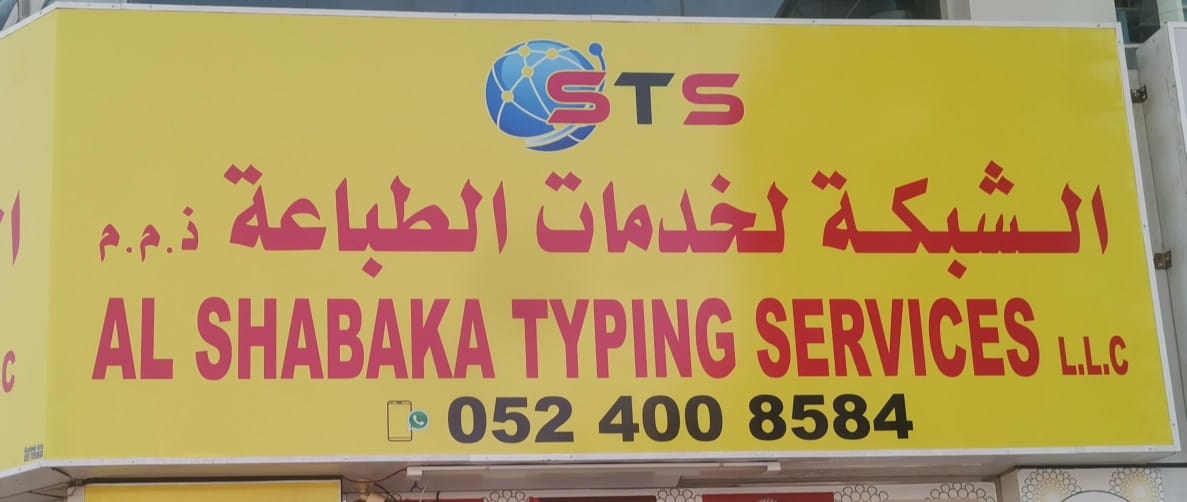 STS
الشبكة لخدمات الطباعة ذ.م.م
AL SHABAKA TYPING SERVICES L.L.C
052 400 8584